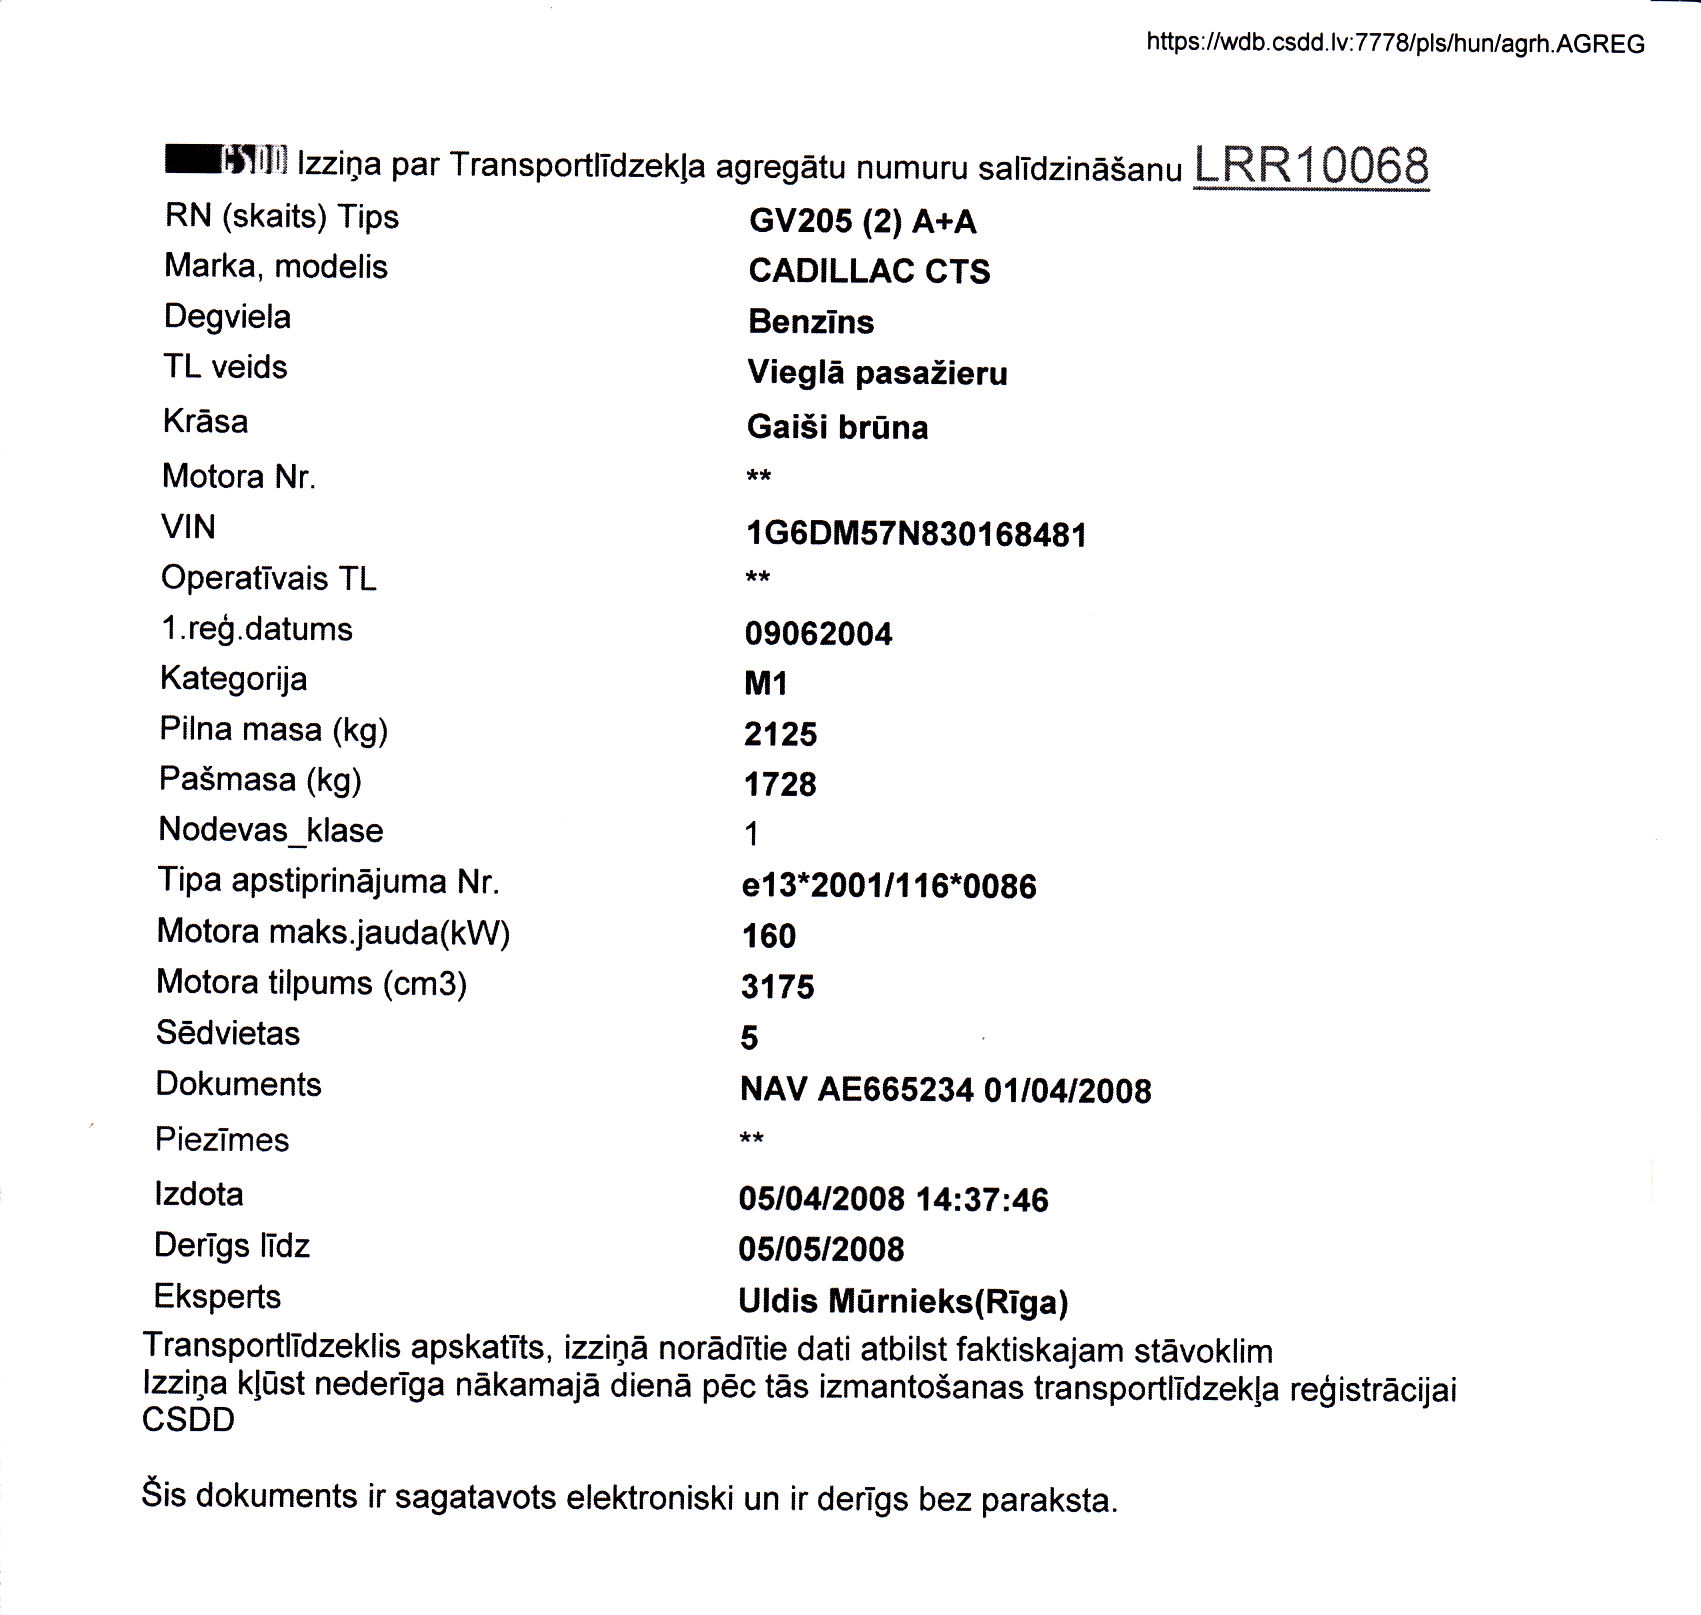 https://wdb.csdd.lv:7778/pls/hun/agrh.AGREG
CSDD Izziņa par Transportlīdzekļa agregātu numuru salīdzināšanu LRR10068
RN (skaits) Tips GV205 (2) A+A
Marka, modelis CADILLAC CTS
Degviela Benzīns
TL veids Vieglā pasažieru
Krāsa Gaiši brūna
Motora Nr. **
VIN 1G6DM57N830168481
Operatīvais TL **
1.reģ.datums 09062004
Kategorija M1
Pilna masa (kg) 2125
Pašmasa (kg) 1728
Nodevas_klase 1
Tipa apstiprinājuma Nr. e13*2001/116*0086
Motora maks.jauda(kW) 160
Motora tilpums (cm3) 3175
Sēdvietas 5
Dokuments NAV AE665234 01/04/2008
Piezīmes **
Izdota 05/04/2008 14:37:46
Derīgs līdz 05/05/2008
Eksperts Uldis Mūrnieks(Rīga)
Transportlīdzeklis apskatīts, izziņā norādītie dati atbilst faktiskajam stāvoklim
Izziņa kļūst nederīga nākamajā dienā pēc tās izmantošanas transportlīdzekļa reģistrācijai
CSDD
Šis dokuments ir sagatavots elektroniski un ir derīgs bez paraksta.